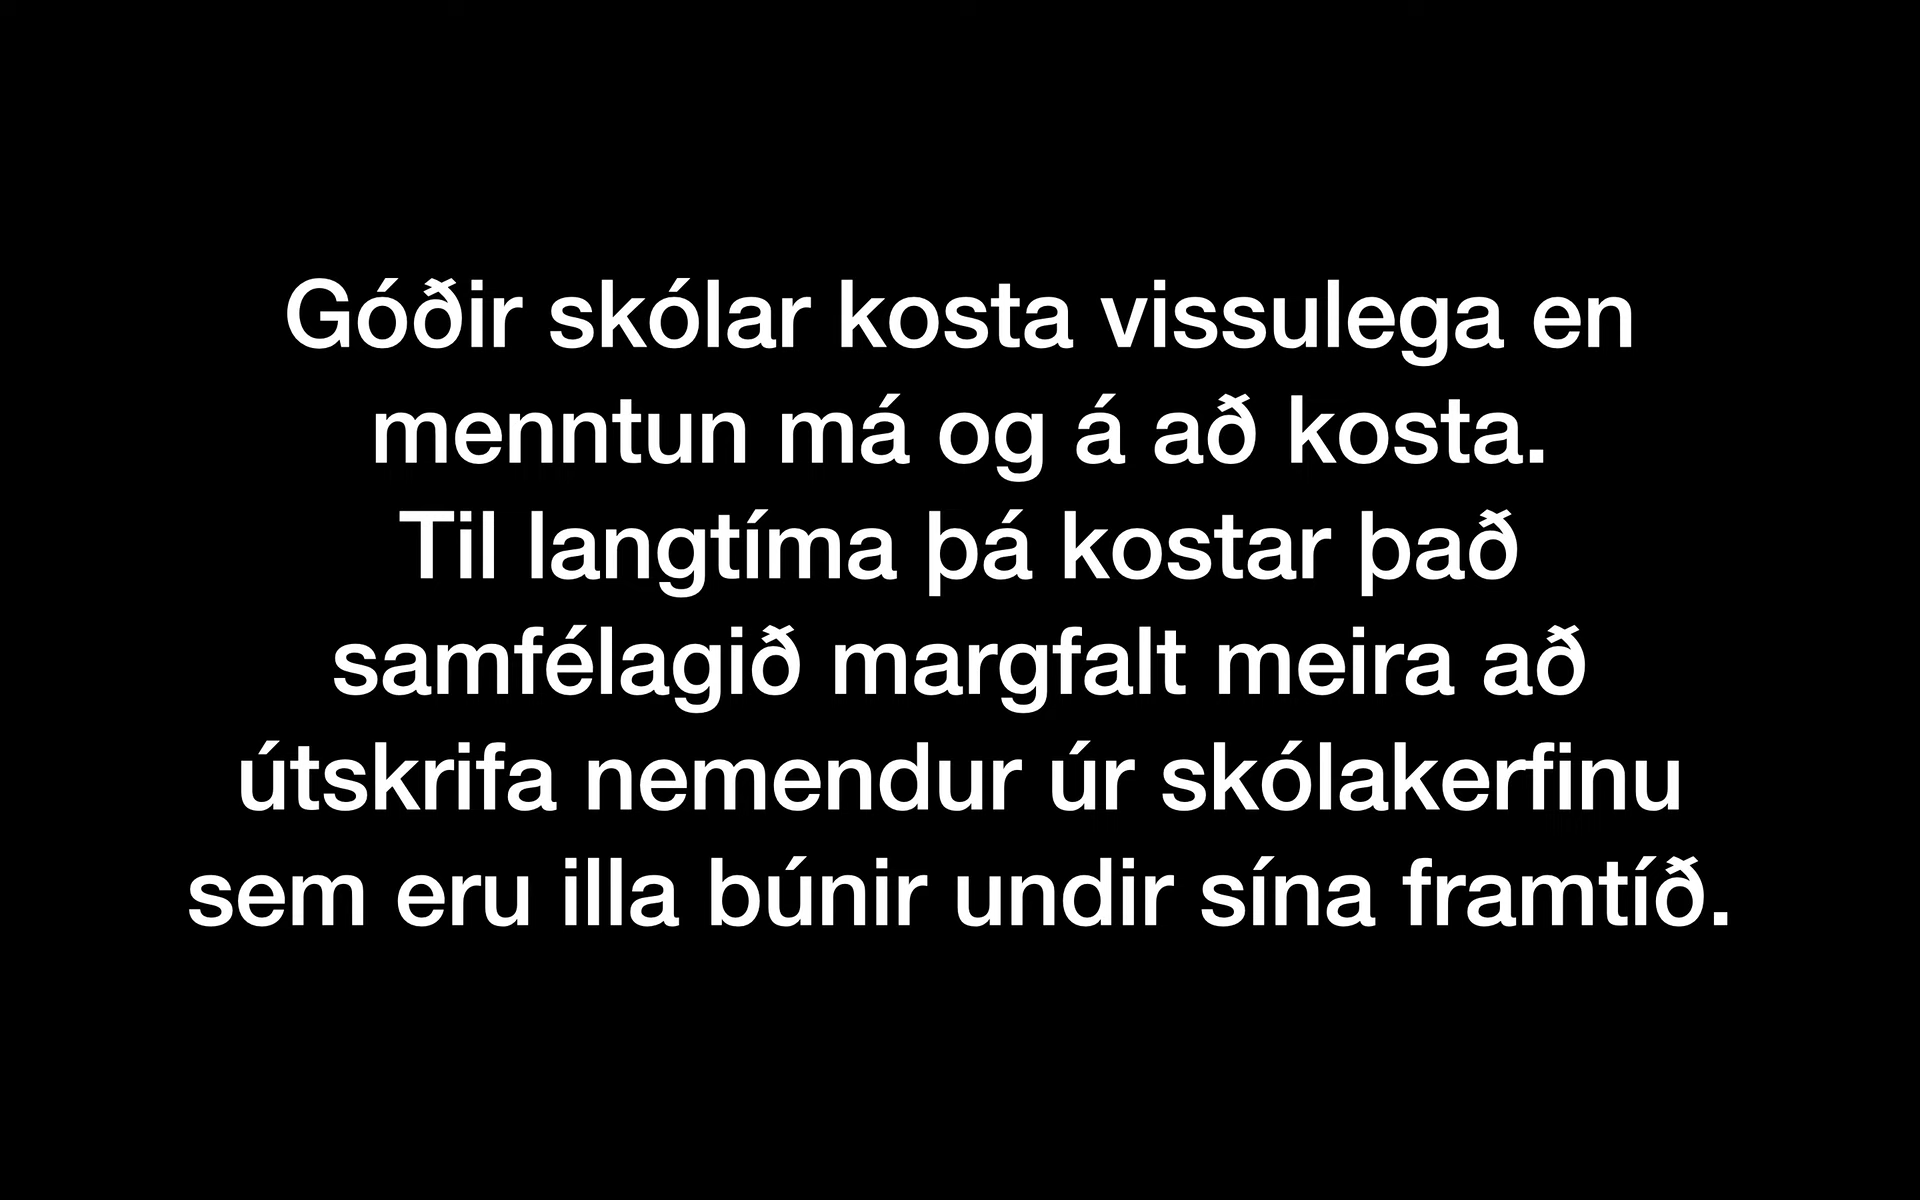 Góðir skólar kosta vissulega en
menntun má og á að kosta.
Til langtíma þá kostar það
samfélagið margfalt meira að
útskrifa nemendur úr skólakerfinu
sem eru illa búnir undir sína framtíð.